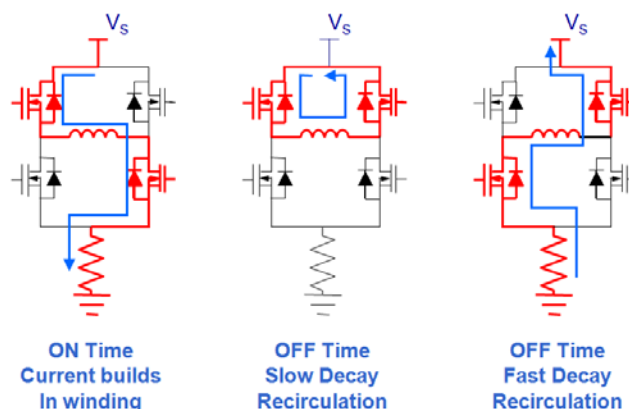 Vs
Vs
Vs
ON Time
Current builds
In winding
OFF Time
Slow Decay
Recirculation
OFF Time
Fast Decay
Recirculation